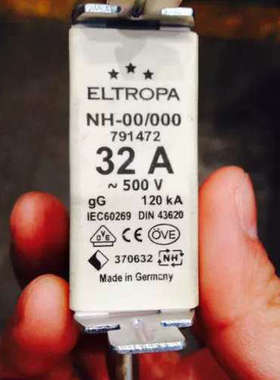 ELTROPA
NH-00/000
791472
32 A
~ 500 V
gG 120 kA
IEC60269 DIN 43620
VDE CE ÖVE
370632 NH
Made in Germany